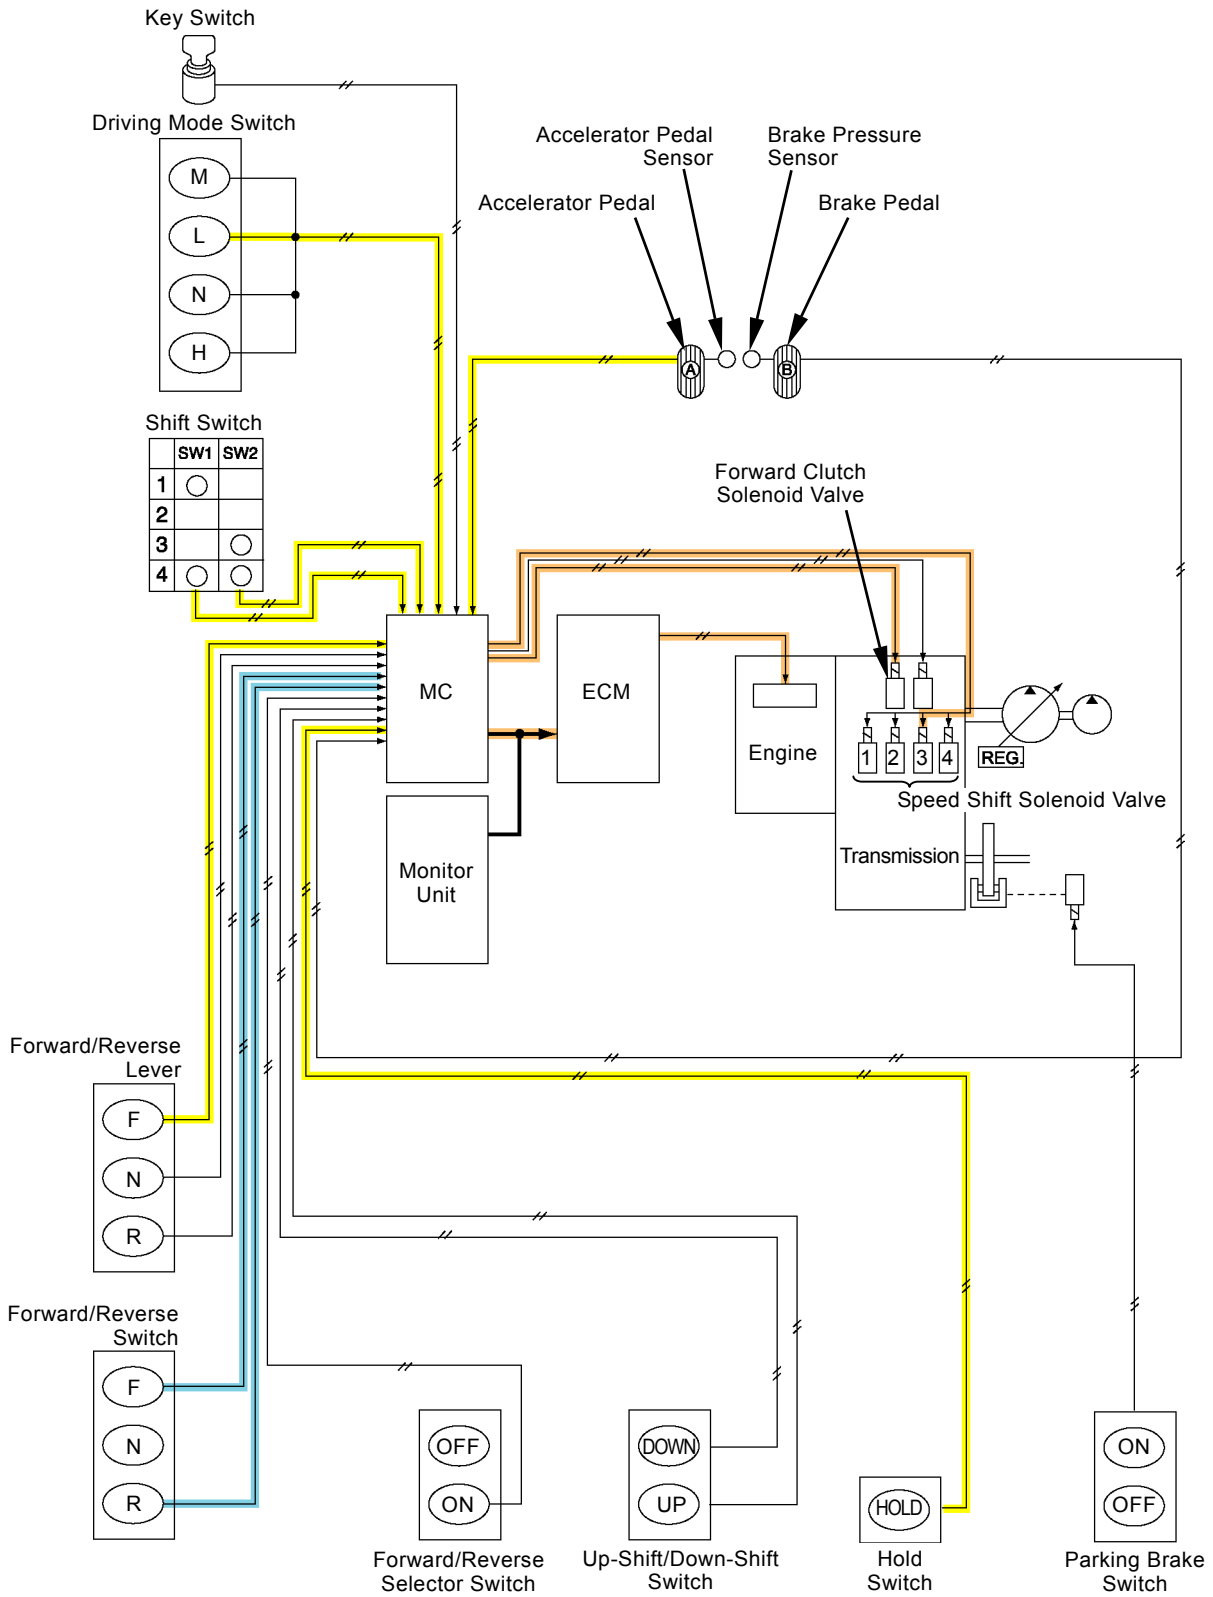 Key Switch
Driving Mode Switch
M
L
N
H
Accelerator Pedal
Sensor
Brake Pressure
Sensor
Accelerator Pedal
Brake Pedal
A
B
Shift Switch
SW1 SW2
1
2
3
4
Forward Clutch
Solenoid Valve
MC
ECM
Engine
1 2 3 4
REG.
Speed Shift Solenoid Valve
Transmission
Monitor
Unit
Forward/Reverse
Lever
F
N
R
Forward/Reverse
Switch
F
N
R
OFF
ON
Forward/Reverse
Selector Switch
DOWN
UP
Up-Shift/Down-Shift
Switch
HOLD
Hold
Switch
ON
OFF
Parking Brake
Switch